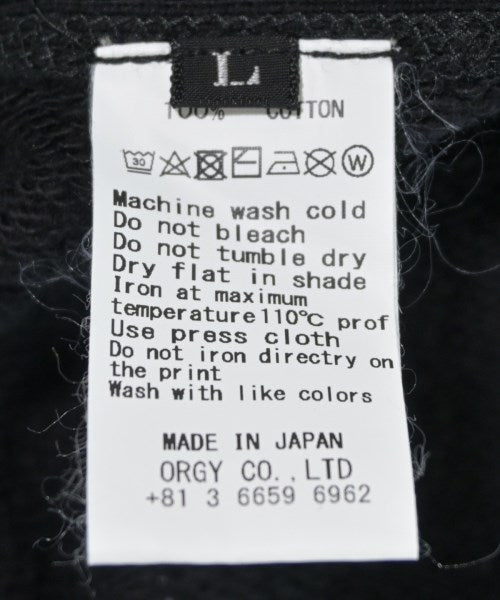 L
100% COTTON
30 W
Machine wash cold
Do not bleach
Do not tumble dry
Dry flat in shade
Iron at maximum
temperature110℃ prof
Use press cloth
Do not iron directry on
the print
Wash with like colors
MADE IN JAPAN
ORGY CO.,LTD
+81 3 6659 6962